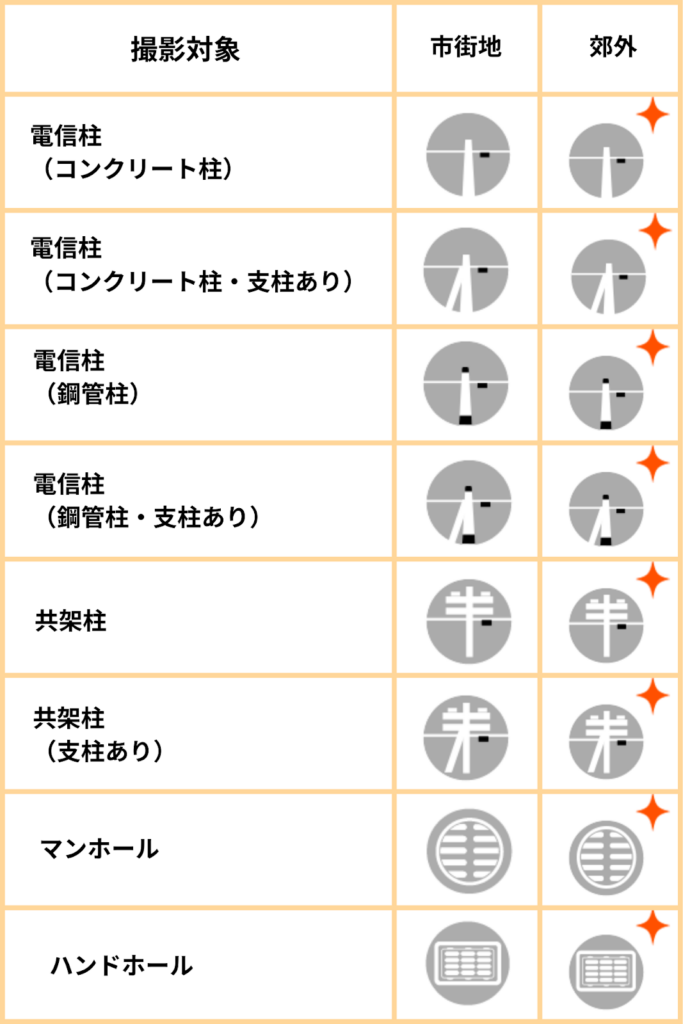 撮影対象
市街地
郊外
電信柱
（コンクリート柱）
電信柱
（コンクリート柱・支柱あり）
電信柱
（鋼管柱）
電信柱
（鋼管柱・支柱あり）
共架柱
共架柱
（支柱あり）
マンホール
ハンドホール